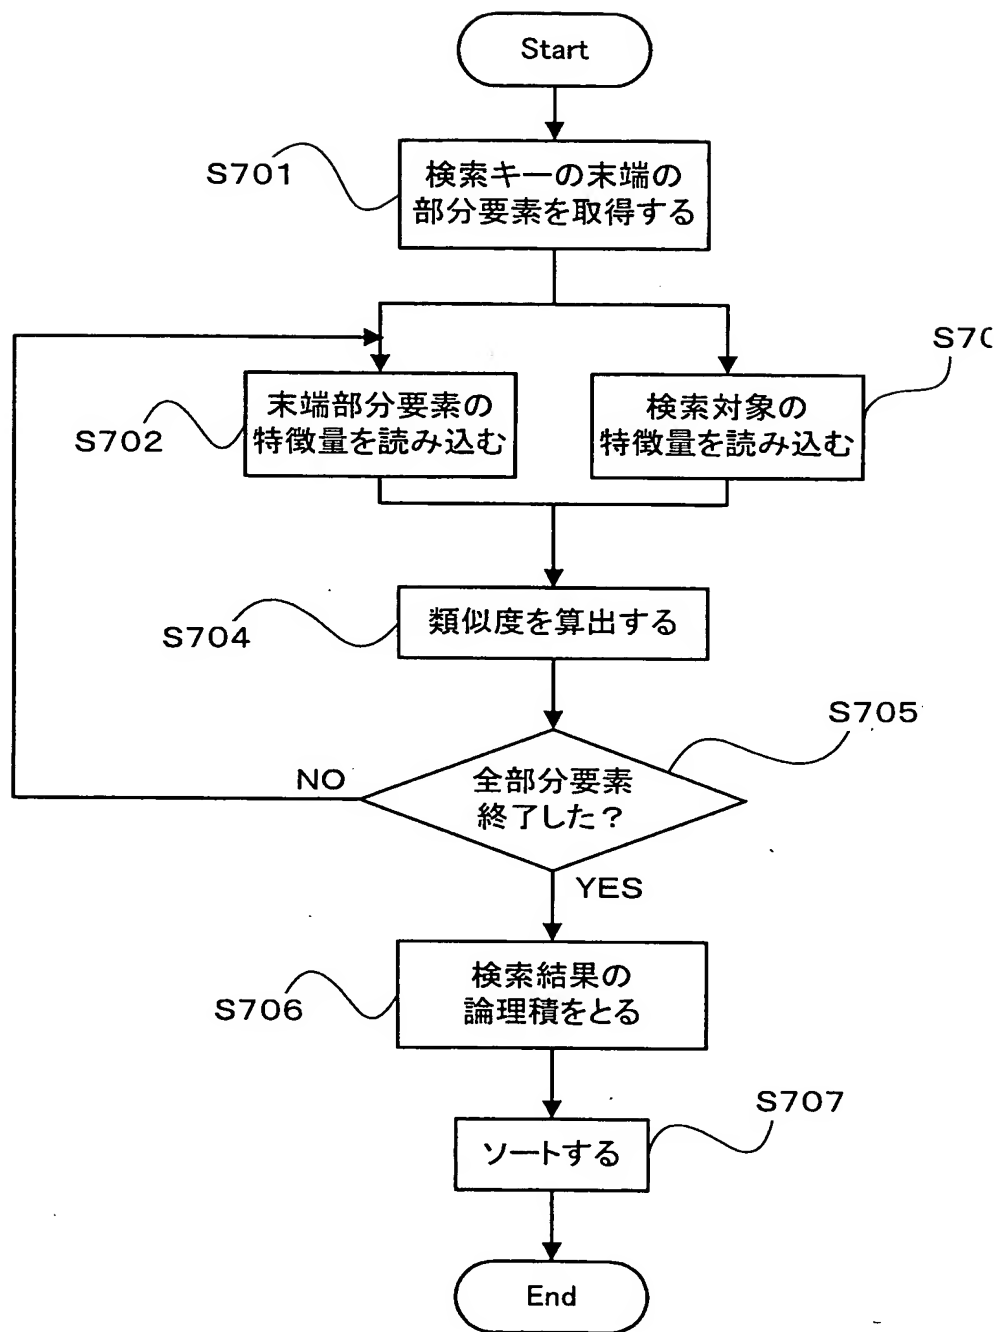 Start
S701
検索キーの末端の
部分要素を取得する
S70
S702
末端部分要素の
特徴量を読み込む
検索対象の
特徴量を読み込む
S704
類似度を算出する
S705
NO
全部分要素
終了した？
YES
S706
検索結果の
論理積をとる
S707
ソートする
End